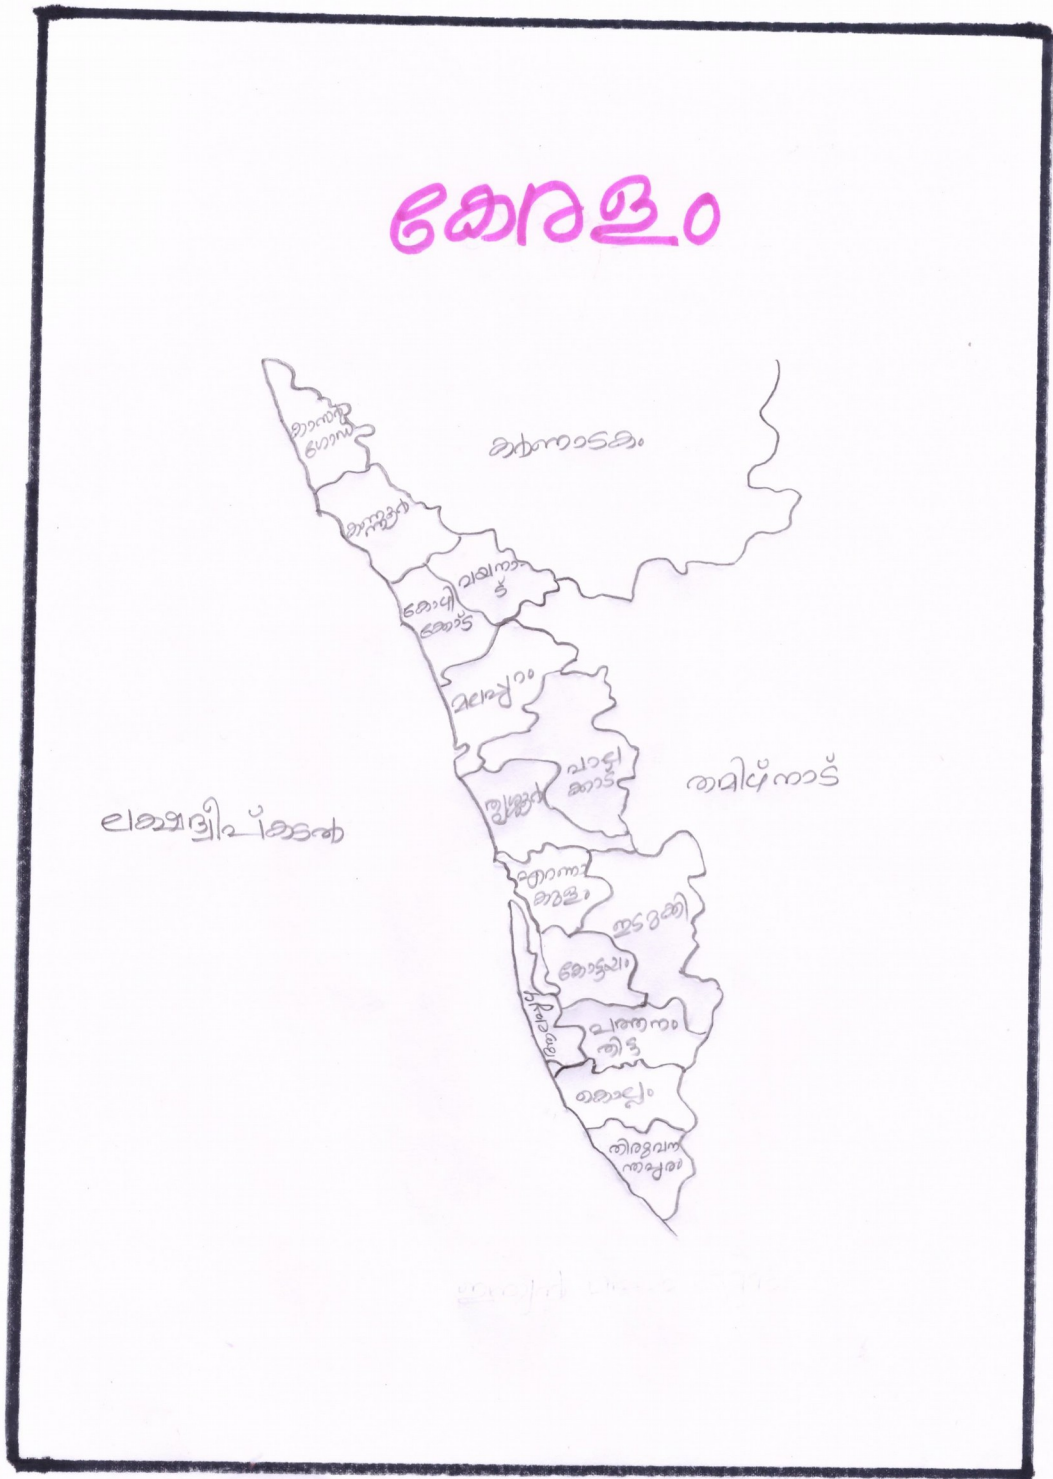 കേരളം
കാസർ
ഗോഡ്
കർണ്ണാടകം
കണ്ണൂർ
വയനാ
ട്
കോഴി
ക്കോട്
മലപ്പുറം
പാല
ക്കാട്
തൃശ്ശൂർ
തമിഴ്നാട്
ലക്ഷദ്വീപ്കടൽ
എറണാ
കുളം
ഇടുക്കി
കോട്ടയം
ആലപ്പുഴ
പത്തനം
തിട്ട
കൊല്ലം
തിരുവന
ന്തപുരം